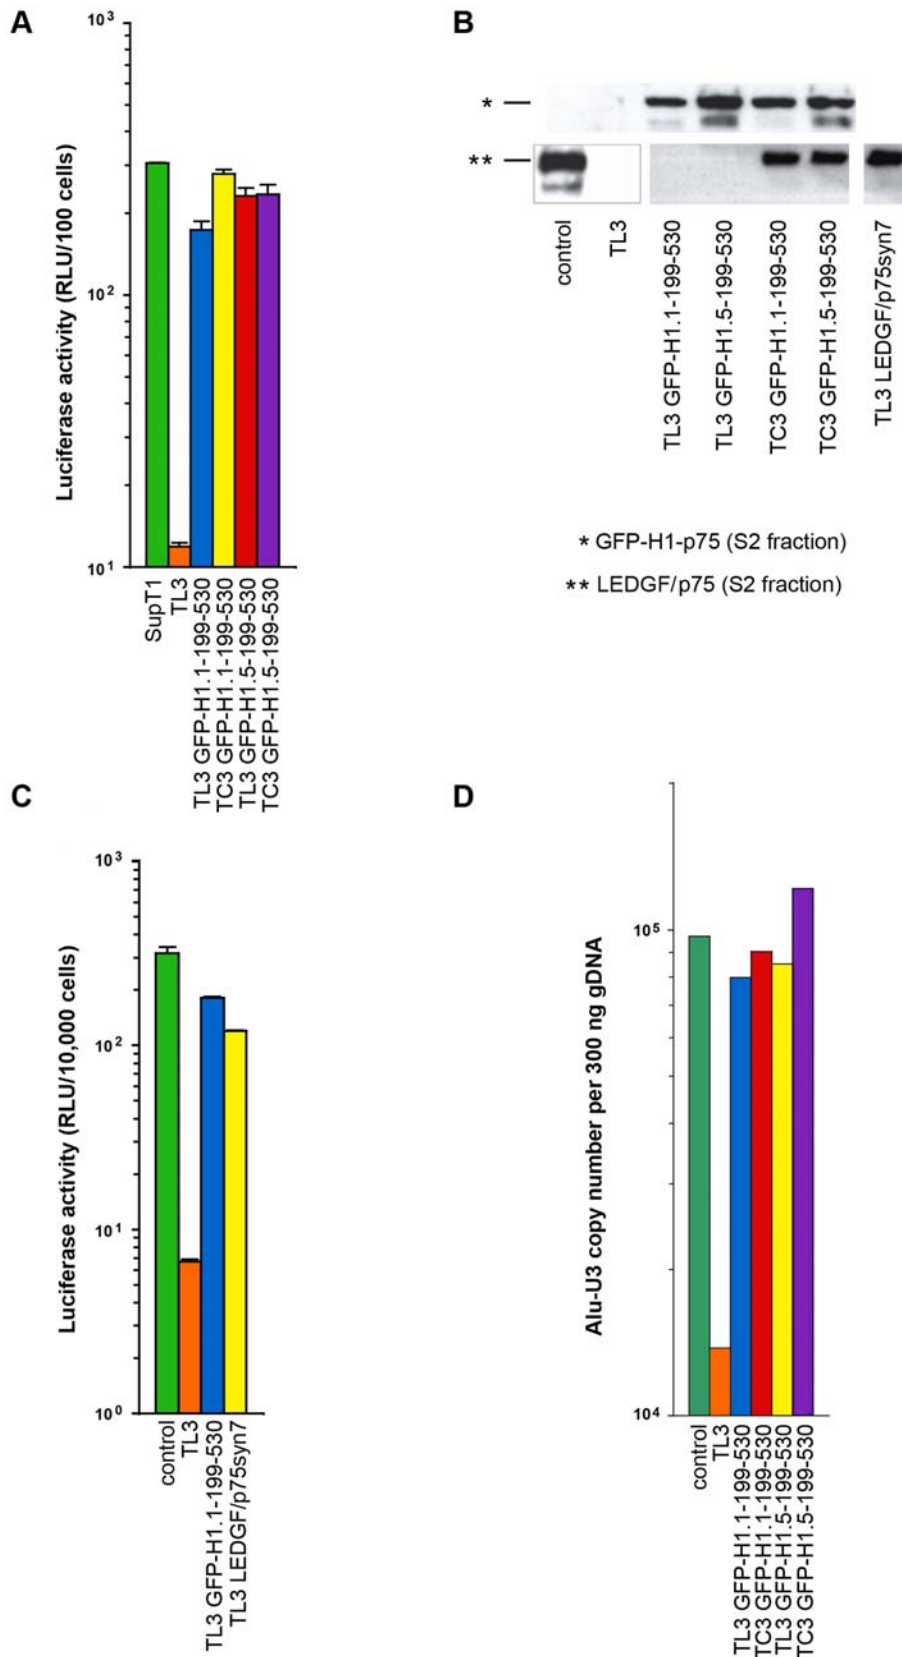 A
10³
10²
10¹
Luciferase activity (RLU/100 cells)
SupT1
TL3
TL3 GFP-H1.1-199-530
TC3 GFP-H1.1-199-530
TL3 GFP-H1.5-199-530
TC3 GFP-H1.5-199-530
B
*
**
control
TL3
TL3 GFP-H1.1-199-530
TL3 GFP-H1.5-199-530
TC3 GFP-H1.1-199-530
TC3 GFP-H1.5-199-530
TL3 LEDGF/p75syn7
* GFP-H1-p75 (S2 fraction)
** LEDGF/p75 (S2 fraction)
C
10³
10²
10¹
10⁰
Luciferase activity (RLU/10,000 cells)
control
TL3
TL3 GFP-H1.1-199-530
TL3 LEDGF/p75syn7
D
10⁵
10⁴
Alu-U3 copy number per 300 ng gDNA
control
TL3
TL3 GFP-H1.1-199-530
TC3 GFP-H1.1-199-530
TL3 GFP-H1.5-199-530
TC3 GFP-H1.5-199-530